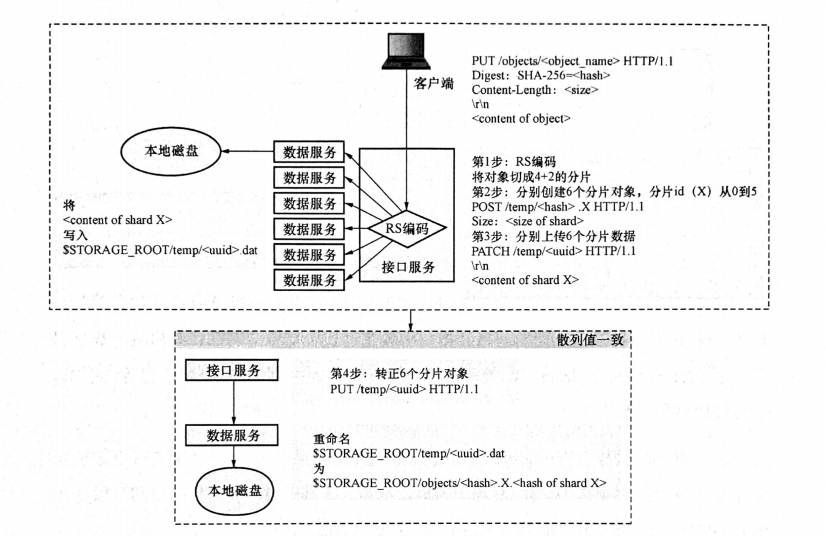 客户端
PUT /objects/<object_name> HTTP/1.1
Digest: SHA-256=<hash>
Content-Length: <size>
\r\n
<content of object>
本地磁盘
数据服务
数据服务
数据服务
数据服务
数据服务
数据服务
RS编码
接口服务
将
<content of shard X>
写入
$STORAGE_ROOT/temp/<uuid>.dat
第1步：RS编码
将对象切成4+2的分片
第2步：分别创建6个分片对象，分片id（X）从0到5
POST /temp/<hash> .X HTTP/1.1
Size: <size of shard>
第3步：分别上传6个分片数据
PATCH /temp/<uuid> HTTP/1.1
\r\n
<content of shard X>
散列值一致
接口服务
数据服务
本地磁盘
第4步：转正6个分片对象
PUT /temp/<uuid> HTTP/1.1
重命名
$STORAGE_ROOT/temp/<uuid>.dat
为
$STORAGE_ROOT/objects/<hash>.X.<hash of shard X>